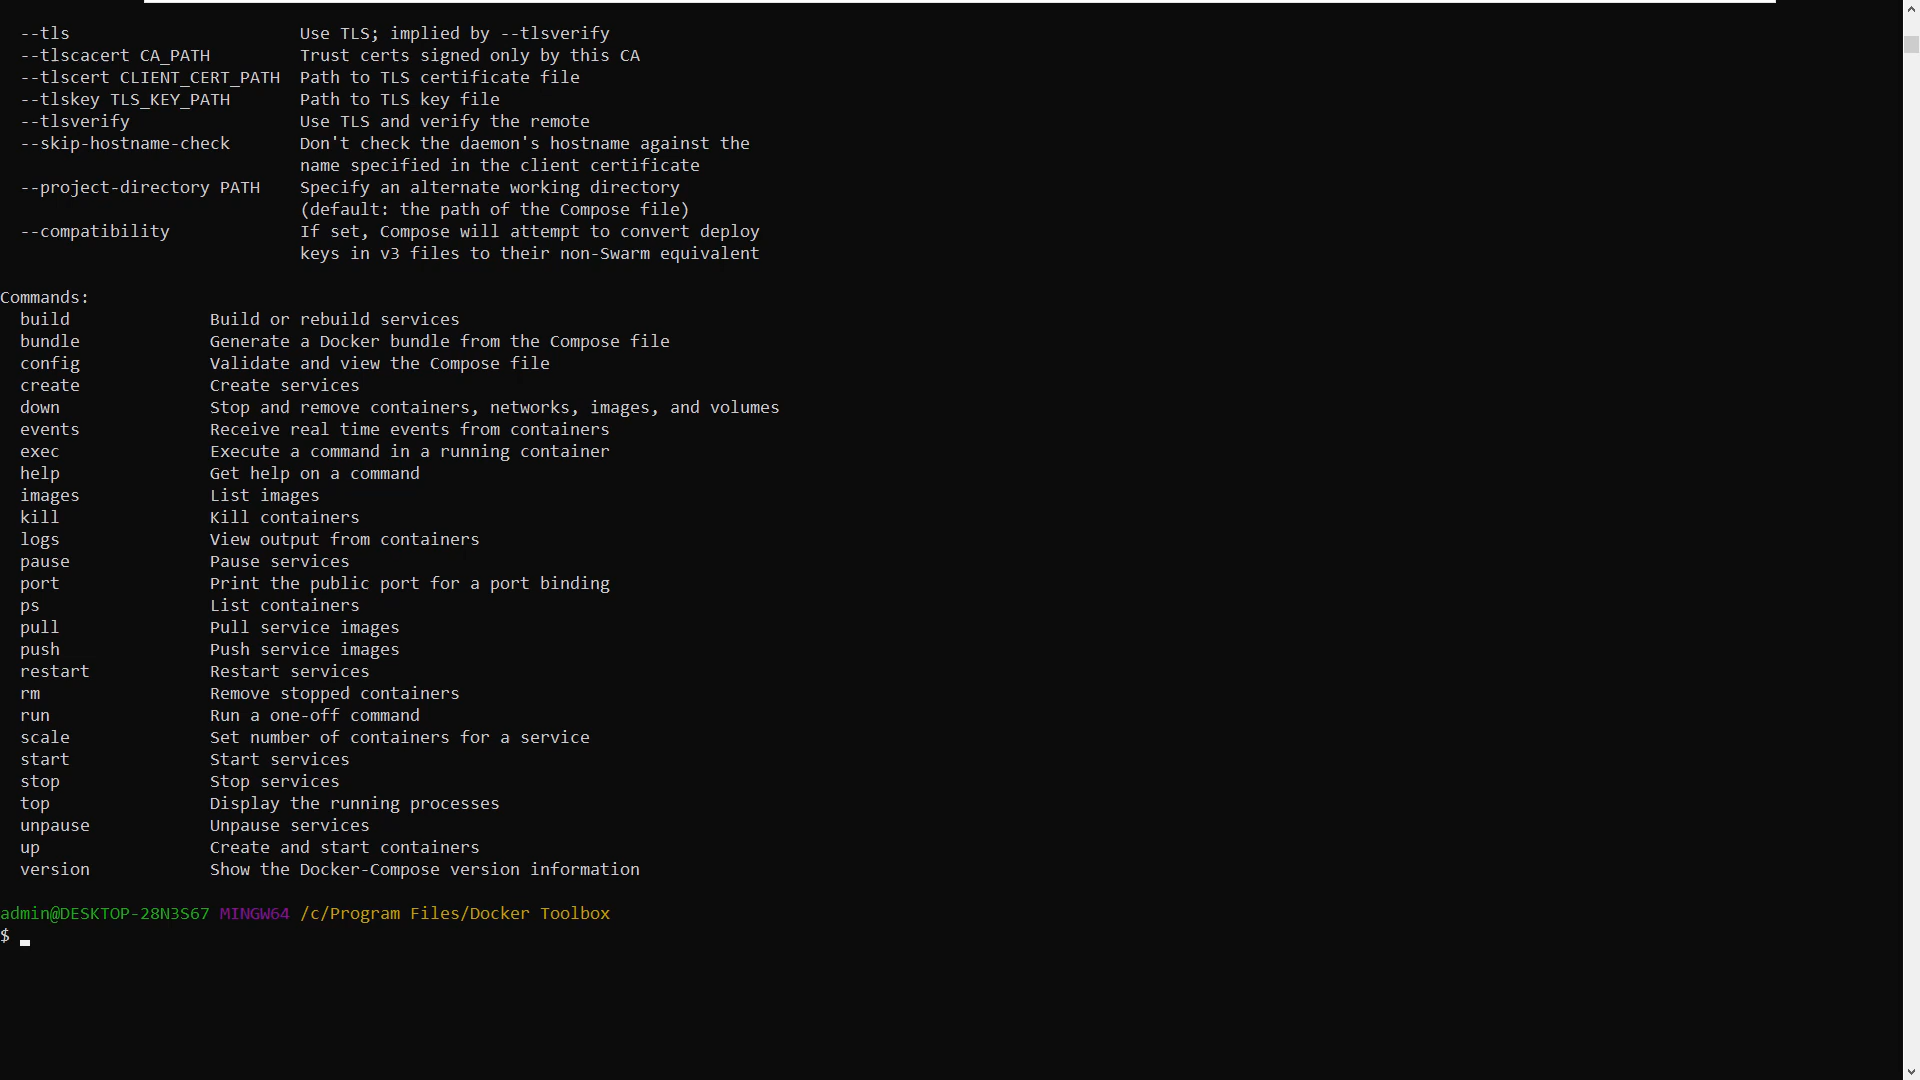 --tls                       Use TLS; implied by --tlsverify
  --tlscacert CA_PATH         Trust certs signed only by this CA
  --tlscert CLIENT_CERT_PATH  Path to TLS certificate file
  --tlskey TLS_KEY_PATH       Path to TLS key file
  --tlsverify                 Use TLS and verify the remote
  --skip-hostname-check       Don't check the daemon's hostname against the
                              name specified in the client certificate
  --project-directory PATH    Specify an alternate working directory
                              (default: the path of the Compose file)
  --compatibility             If set, Compose will attempt to convert deploy
                              keys in v3 files to their non-Swarm equivalent

Commands:
  build              Build or rebuild services
  bundle             Generate a Docker bundle from the Compose file
  config             Validate and view the Compose file
  create             Create services
  down               Stop and remove containers, networks, images, and volumes
  events             Receive real time events from containers
  exec               Execute a command in a running container
  help               Get help on a command
  images             List images
  kill               Kill containers
  logs               View output from containers
  pause              Pause services
  port               Print the public port for a port binding
  ps                 List containers
  pull               Pull service images
  push               Push service images
  restart            Restart services
  rm                 Remove stopped containers
  run                Run a one-off command
  scale              Set number of containers for a service
  start              Start services
  stop               Stop services
  top                Display the running processes
  unpause            Unpause services
  up                 Create and start containers
  version            Show the Docker-Compose version information

admin@DESKTOP-28N3S67 MINGW64 /c/Program Files/Docker Toolbox
$